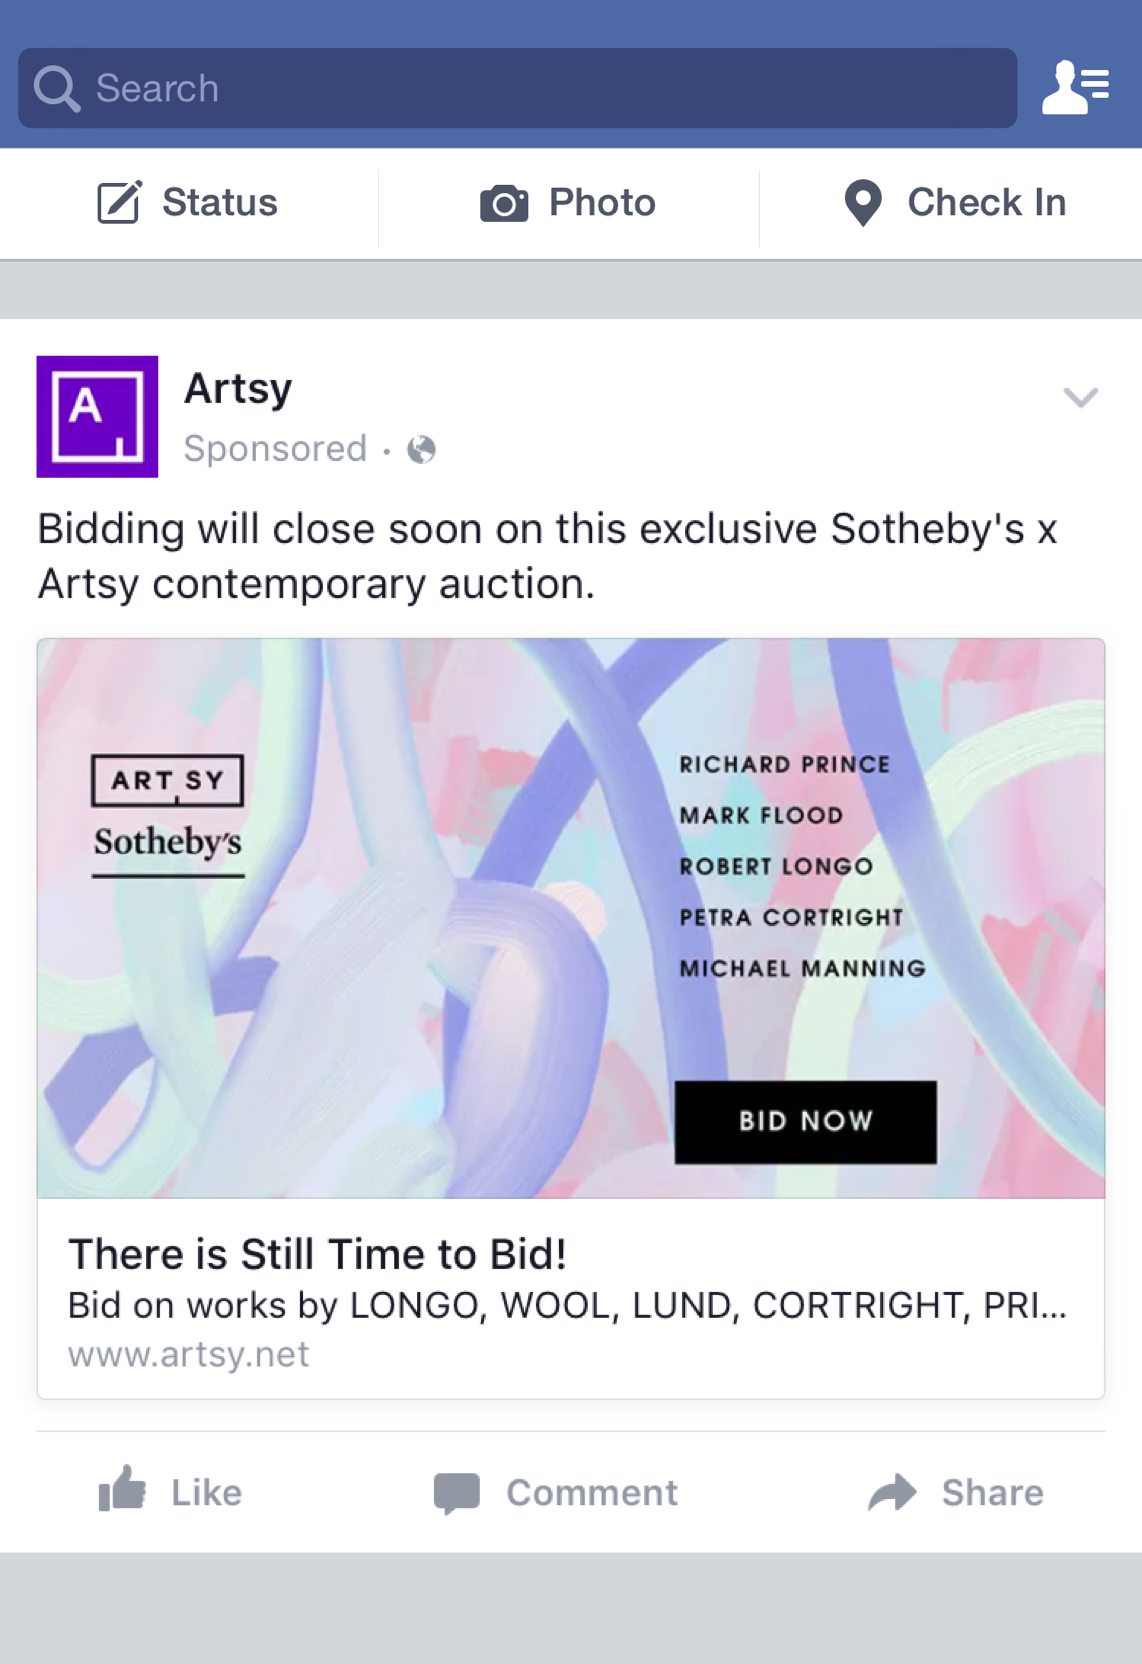 Search
Status
Photo
Check In
A
Artsy
Sponsored ·
Bidding will close soon on this exclusive Sotheby's x
Artsy contemporary auction.
ARTSY
Sotheby's
RICHARD PRINCE
MARK FLOOD
ROBERT LONGO
PETRA CORTRIGHT
MICHAEL MANNING
BID NOW
There is Still Time to Bid!
Bid on works by LONGO, WOOL, LUND, CORTRIGHT, PRI...
www.artsy.net
Like
Comment
Share